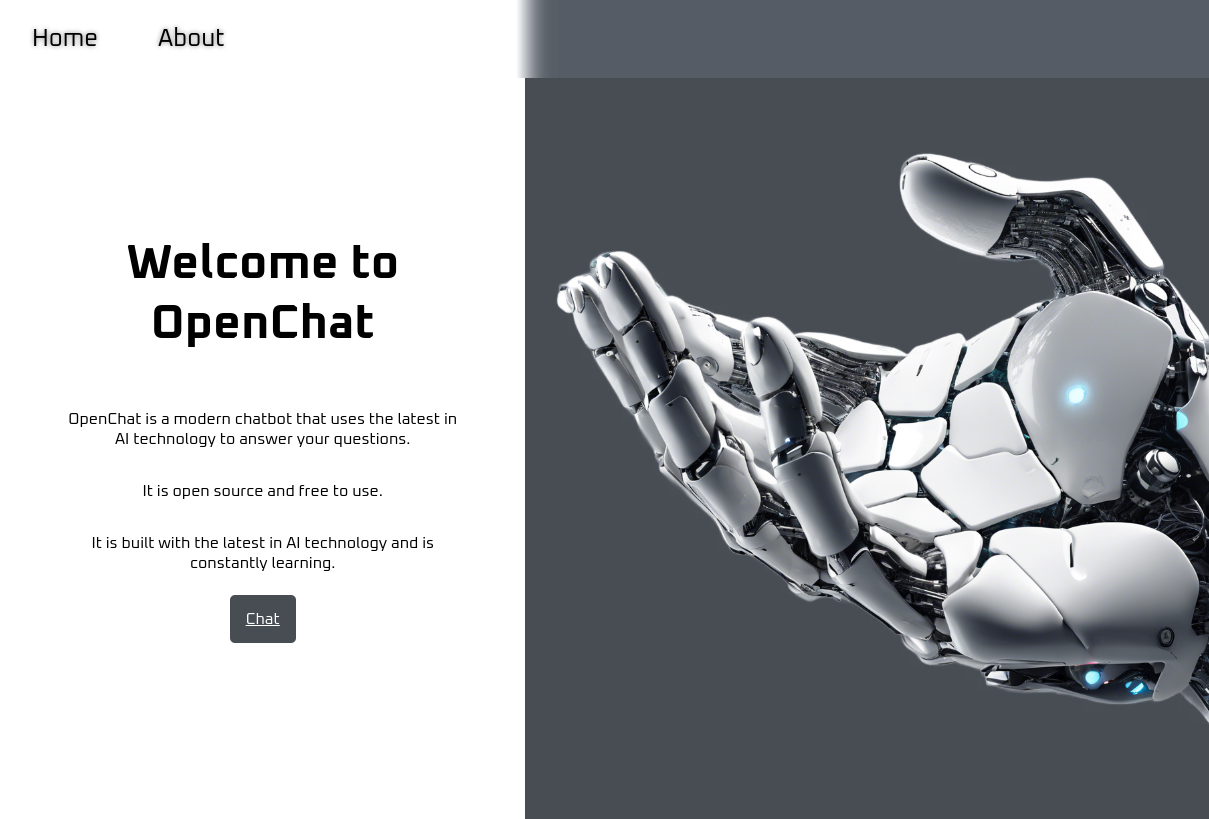 Home About
Welcome to
OpenChat
OpenChat is a modern chatbot that uses the latest in
AI technology to answer your questions.
It is open source and free to use.
It is built with the latest in AI technology and is
constantly learning.
Chat